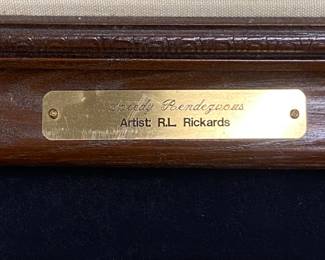 Rendezvous
Artist: R.L. Rickards